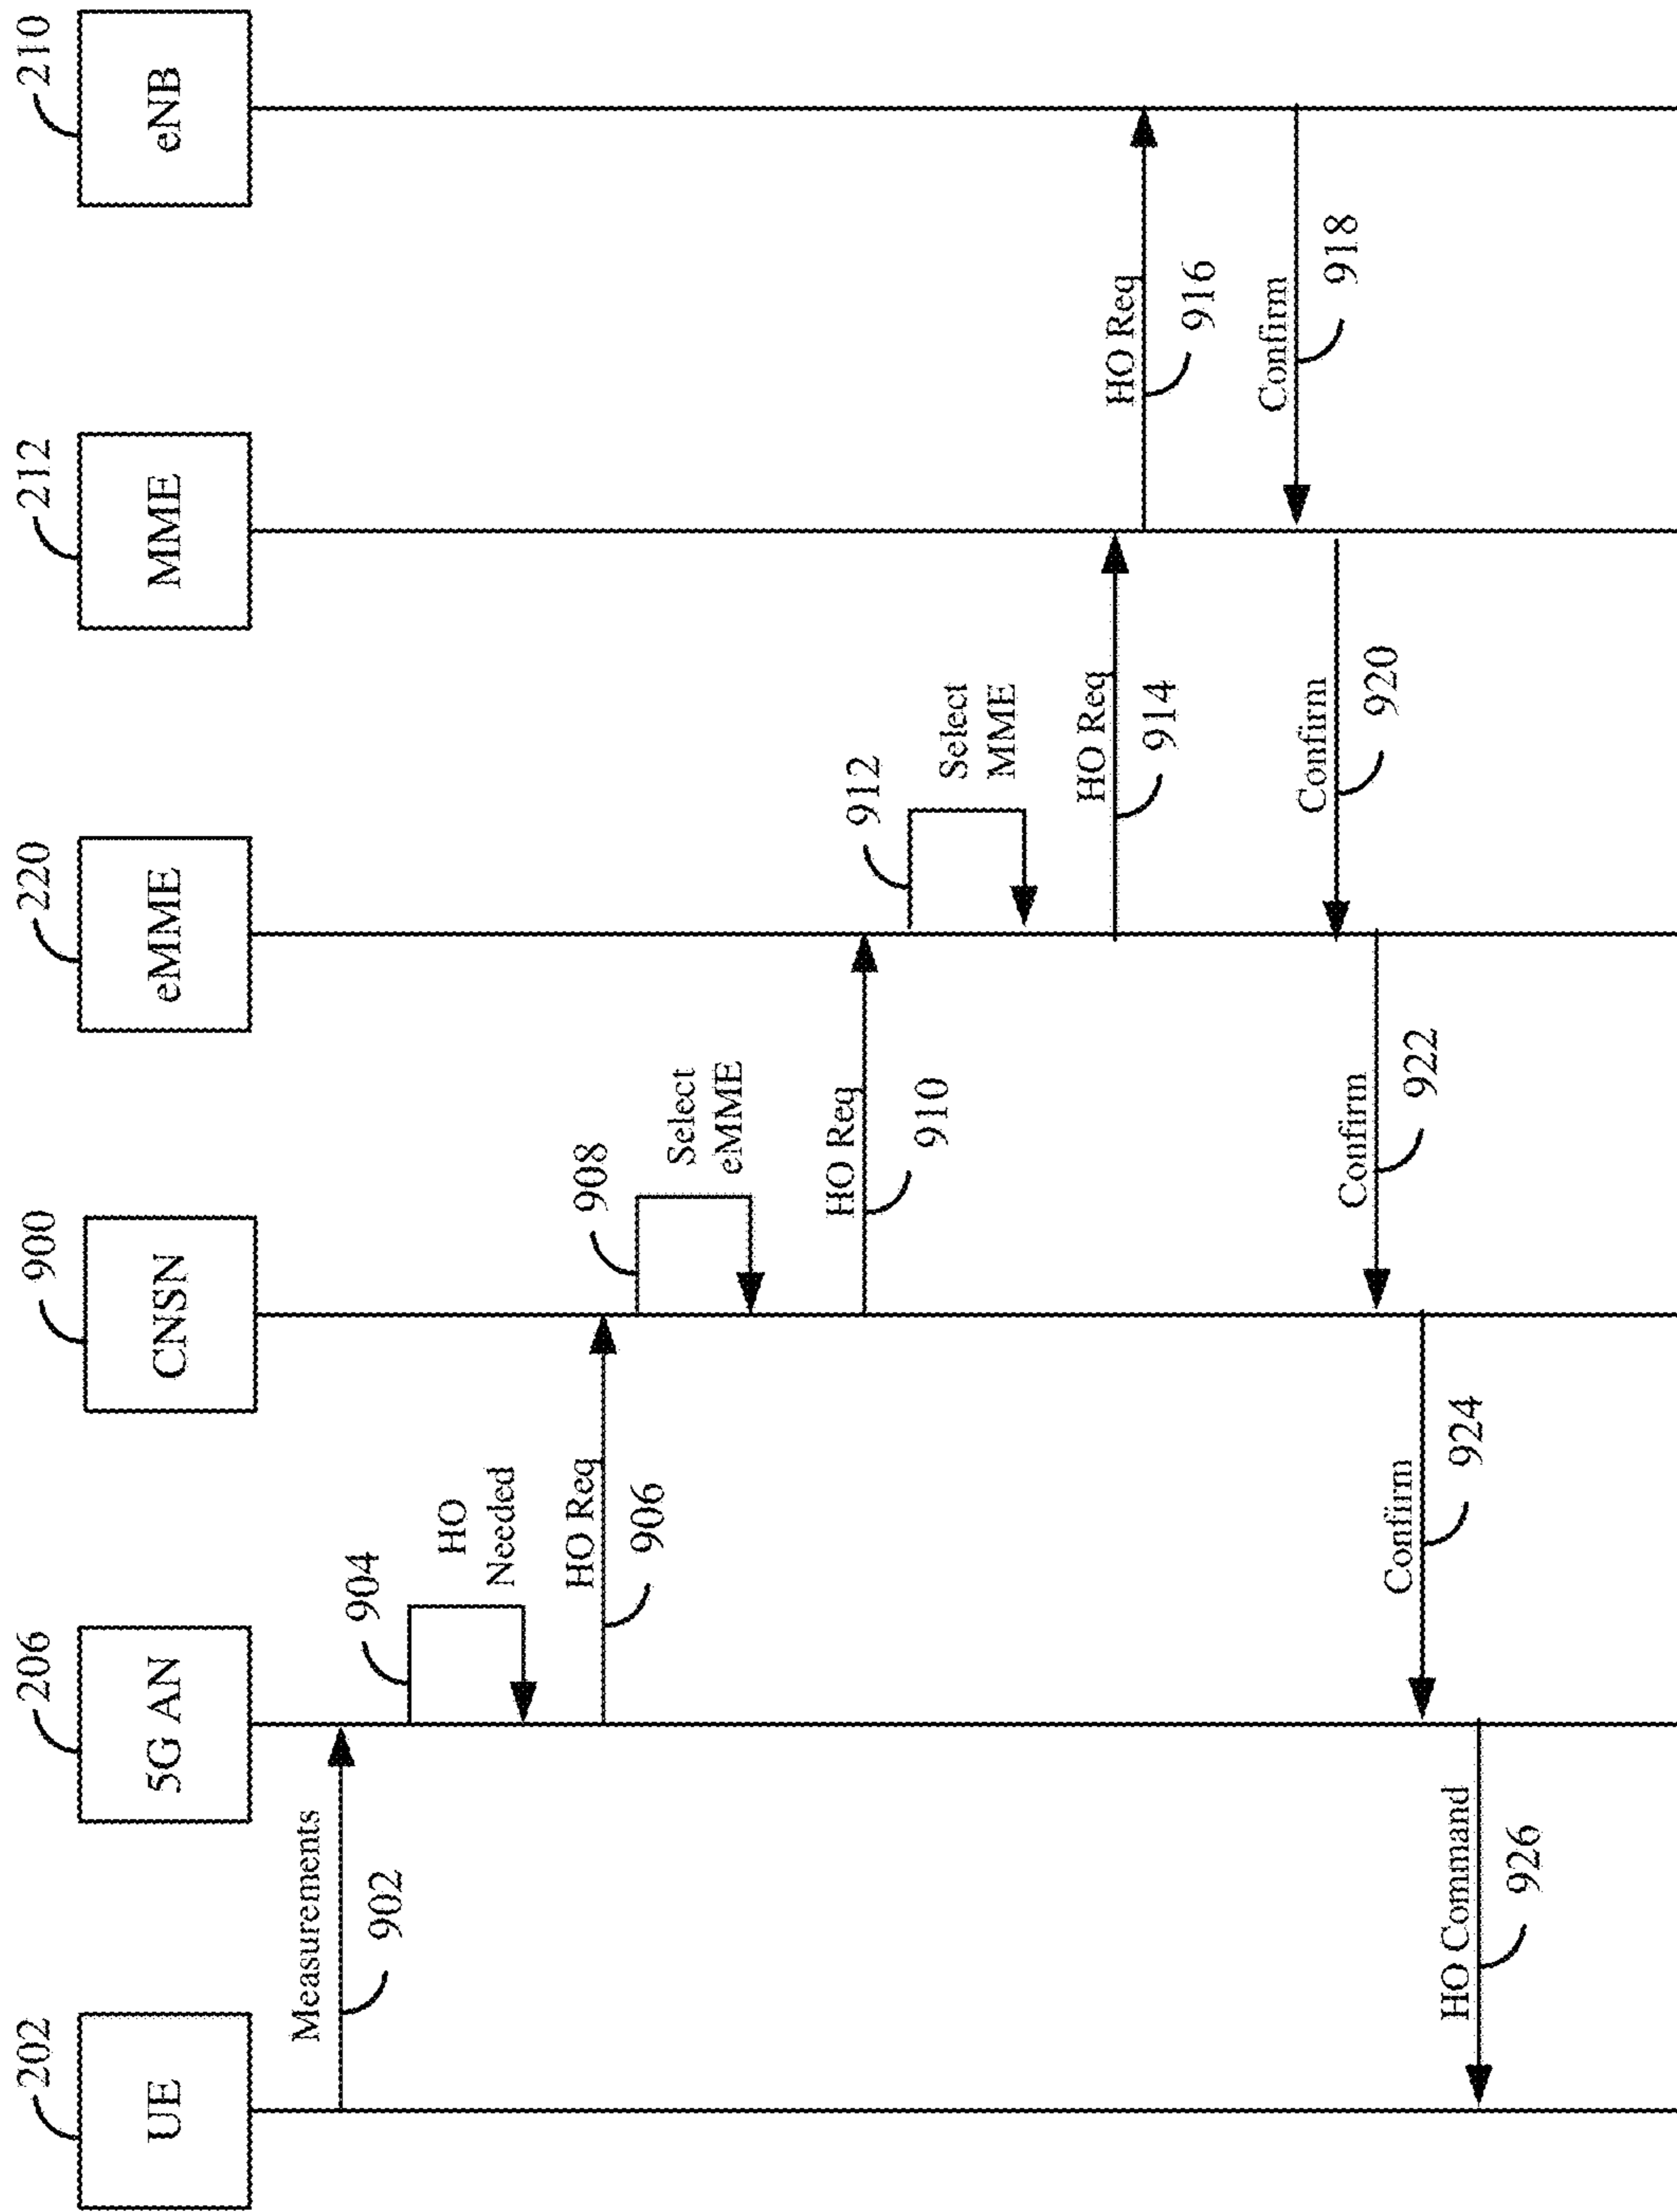 202
UE
206
5G AN
900
CNSN
220
eMME
212
MME
210
eNB
Measurements
902
904
HO
Needed
HO Req
906
908
Select
eMME
HO Req
910
912
Select
MME
HO Req
914
HO Req
916
Confirm
918
Confirm
920
Confirm
922
Confirm
924
HO Command
926